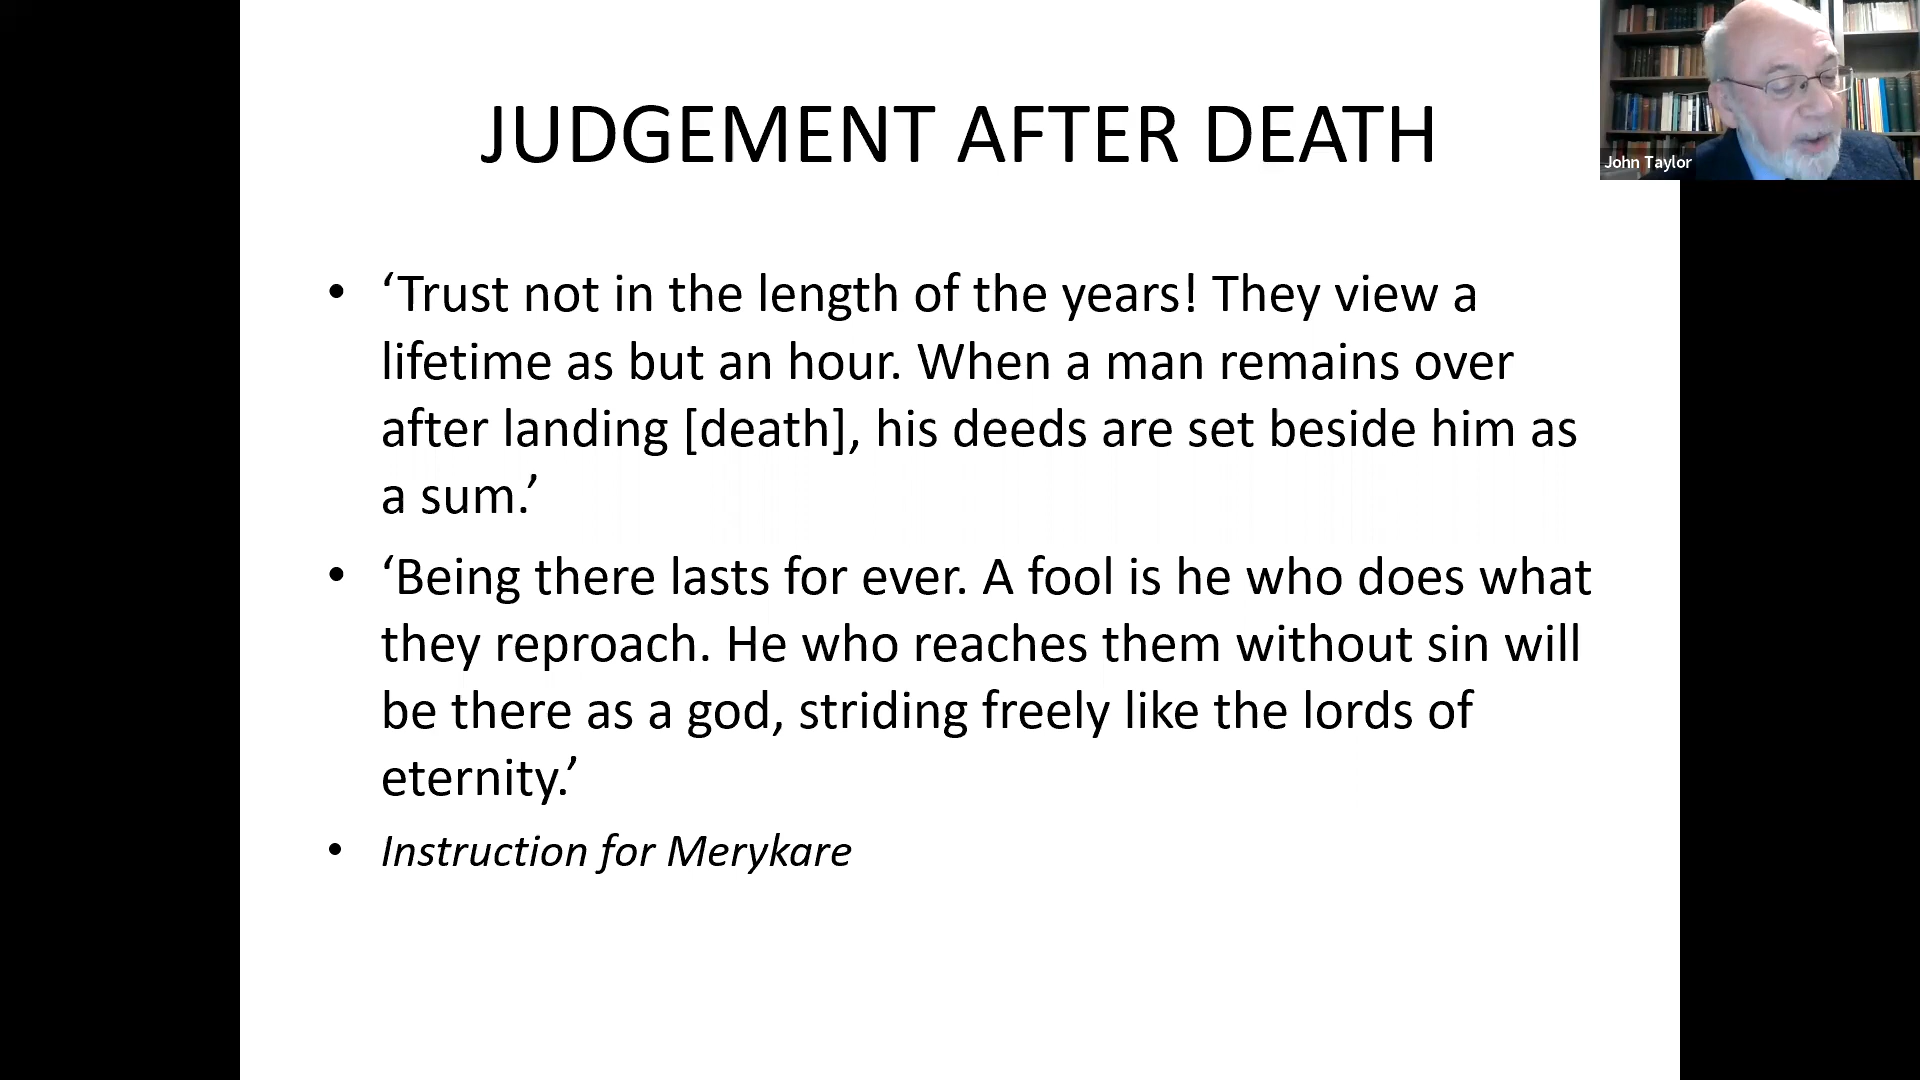 JUDGEMENT AFTER DEATH
John Taylor
• ‘Trust not in the length of the years! They view a
lifetime as but an hour. When a man remains over
after landing [death], his deeds are set beside him as
a sum.’
• ‘Being there lasts for ever. A fool is he who does what
they reproach. He who reaches them without sin will
be there as a god, striding freely like the lords of
eternity.’
• Instruction for Merykare